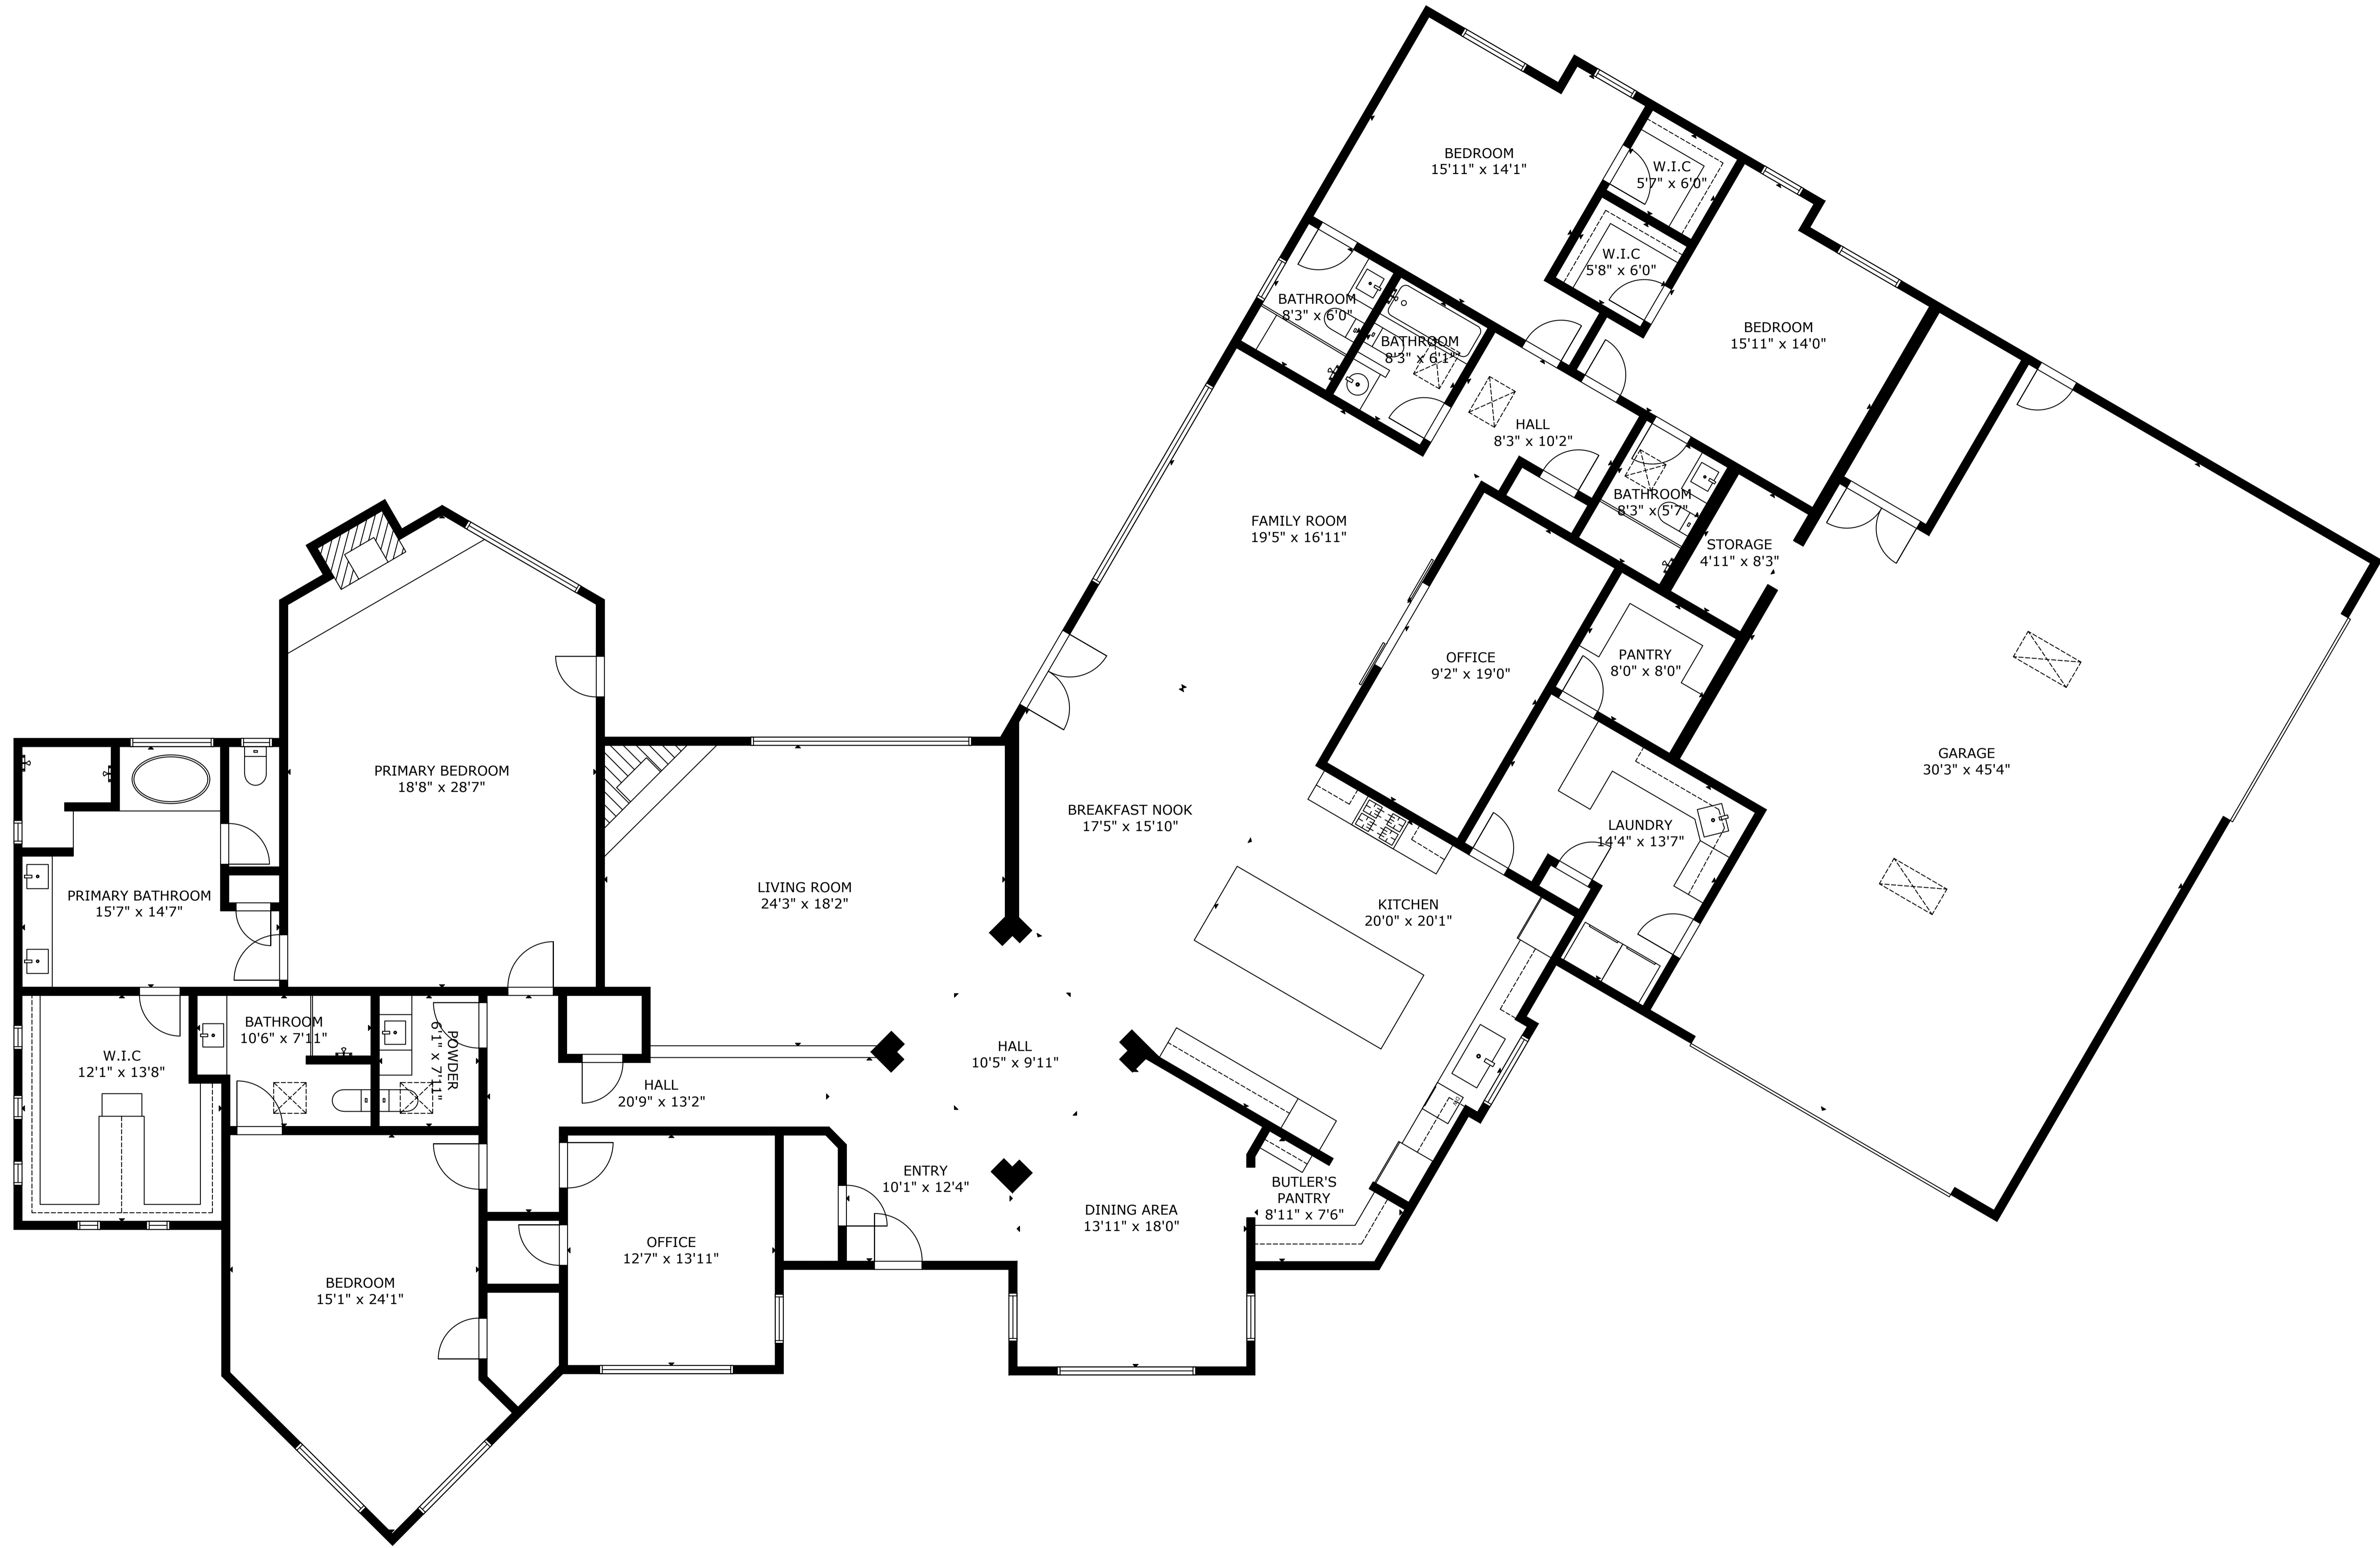 BEDROOM
15'11" x 14'1"
W.I.C
5'7" x 6'0"
W.I.C
5'8" x 6'0"
BATHROOM
8'3" x 6'0"
BATHROOM
8'3" x 6'1"
BEDROOM
15'11" x 14'0"
HALL
8'3" x 10'2"
BATHROOM
8'3" x 5'7"
FAMILY ROOM
19'5" x 16'11"
STORAGE
4'11" x 8'3"
OFFICE
9'2" x 19'0"
PANTRY
8'0" x 8'0"
GARAGE
30'3" x 45'4"
PRIMARY BEDROOM
18'8" x 28'7"
BREAKFAST NOOK
17'5" x 15'10"
LAUNDRY
14'4" x 13'7"
PRIMARY BATHROOM
15'7" x 14'7"
LIVING ROOM
24'3" x 18'2"
KITCHEN
20'0" x 20'1"
BATHROOM
10'6" x 7'11"
POWDER
6'1" x 7'11"
W.I.C
12'1" x 13'8"
HALL
10'5" x 9'11"
HALL
20'9" x 13'2"
ENTRY
10'1" x 12'4"
BUTLER'S
PANTRY
8'11" x 7'6"
DINING AREA
13'11" x 18'0"
OFFICE
12'7" x 13'11"
BEDROOM
15'1" x 24'1"